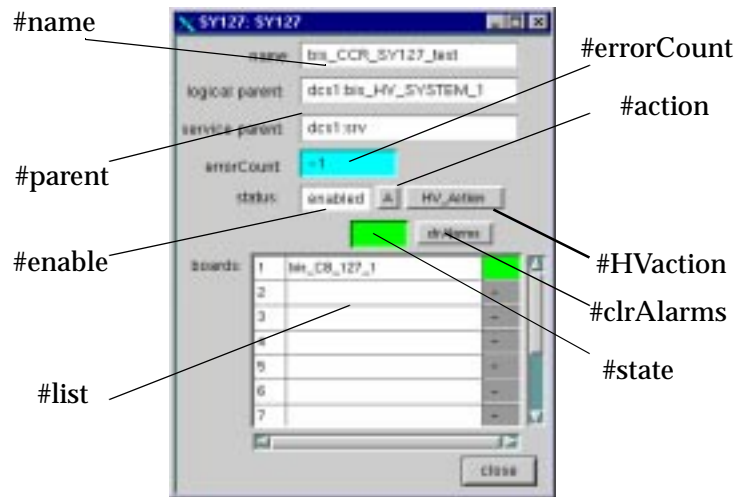 #name
SY127: SY127
#errorCount
name bis_CCR_SY127_test
#action
logical parent dcs1:bis_HV_SYSTEM_1
service parent dcs1:srv
#parent
errorCount -1
status enabled A HV_Action
clrAlarms
#enable
#HVaction
boards 1 bis_CB_127_1
2 -
#clrAlarms
3 -
4 -
#state
5 -
#list
6 -
7 -
close